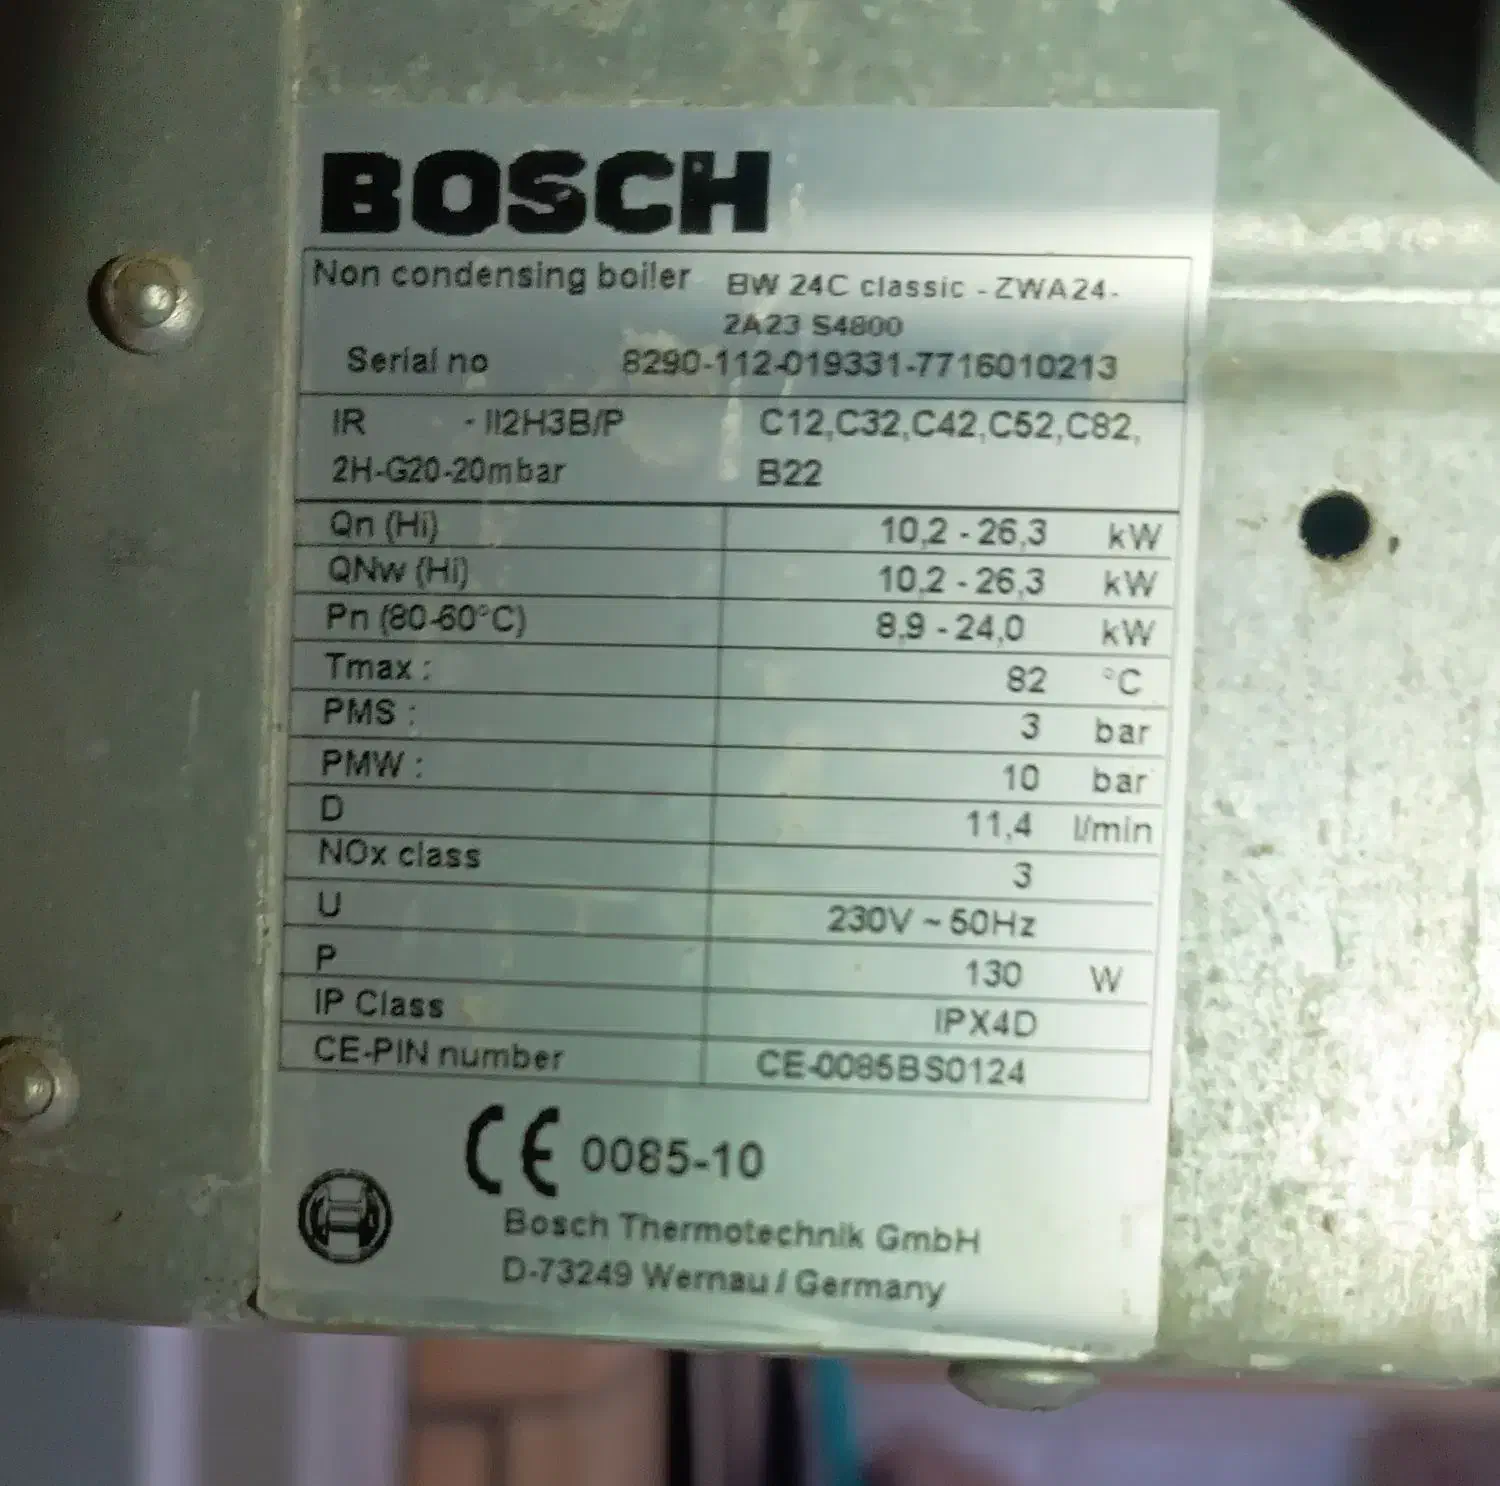 BOSCH
Non condensing boiler BW 24C classic - ZWA24-
2A23 S4800
Serial no 8290-112-019331-7716010213
IR - II2H3B/P C12,C32,C42,C52,C82,
2H-G20-20mbar B22
Qn (Hi) 10,2 - 26,3 kW
QNw (Hi) 10,2 - 26,3 kW
Pn (80-60°C) 8,9 - 24,0 kW
Tmax : 82 °C
PMS : 3 bar
PMW : 10 bar
D 11,4 l/min
NOx class 3
U 230V ~ 50Hz
P 130 W
IP Class IPX4D
CE-PIN number CE-0085BS0124
CE 0085-10
Bosch Thermotechnik GmbH
D-73249 Wernau / Germany